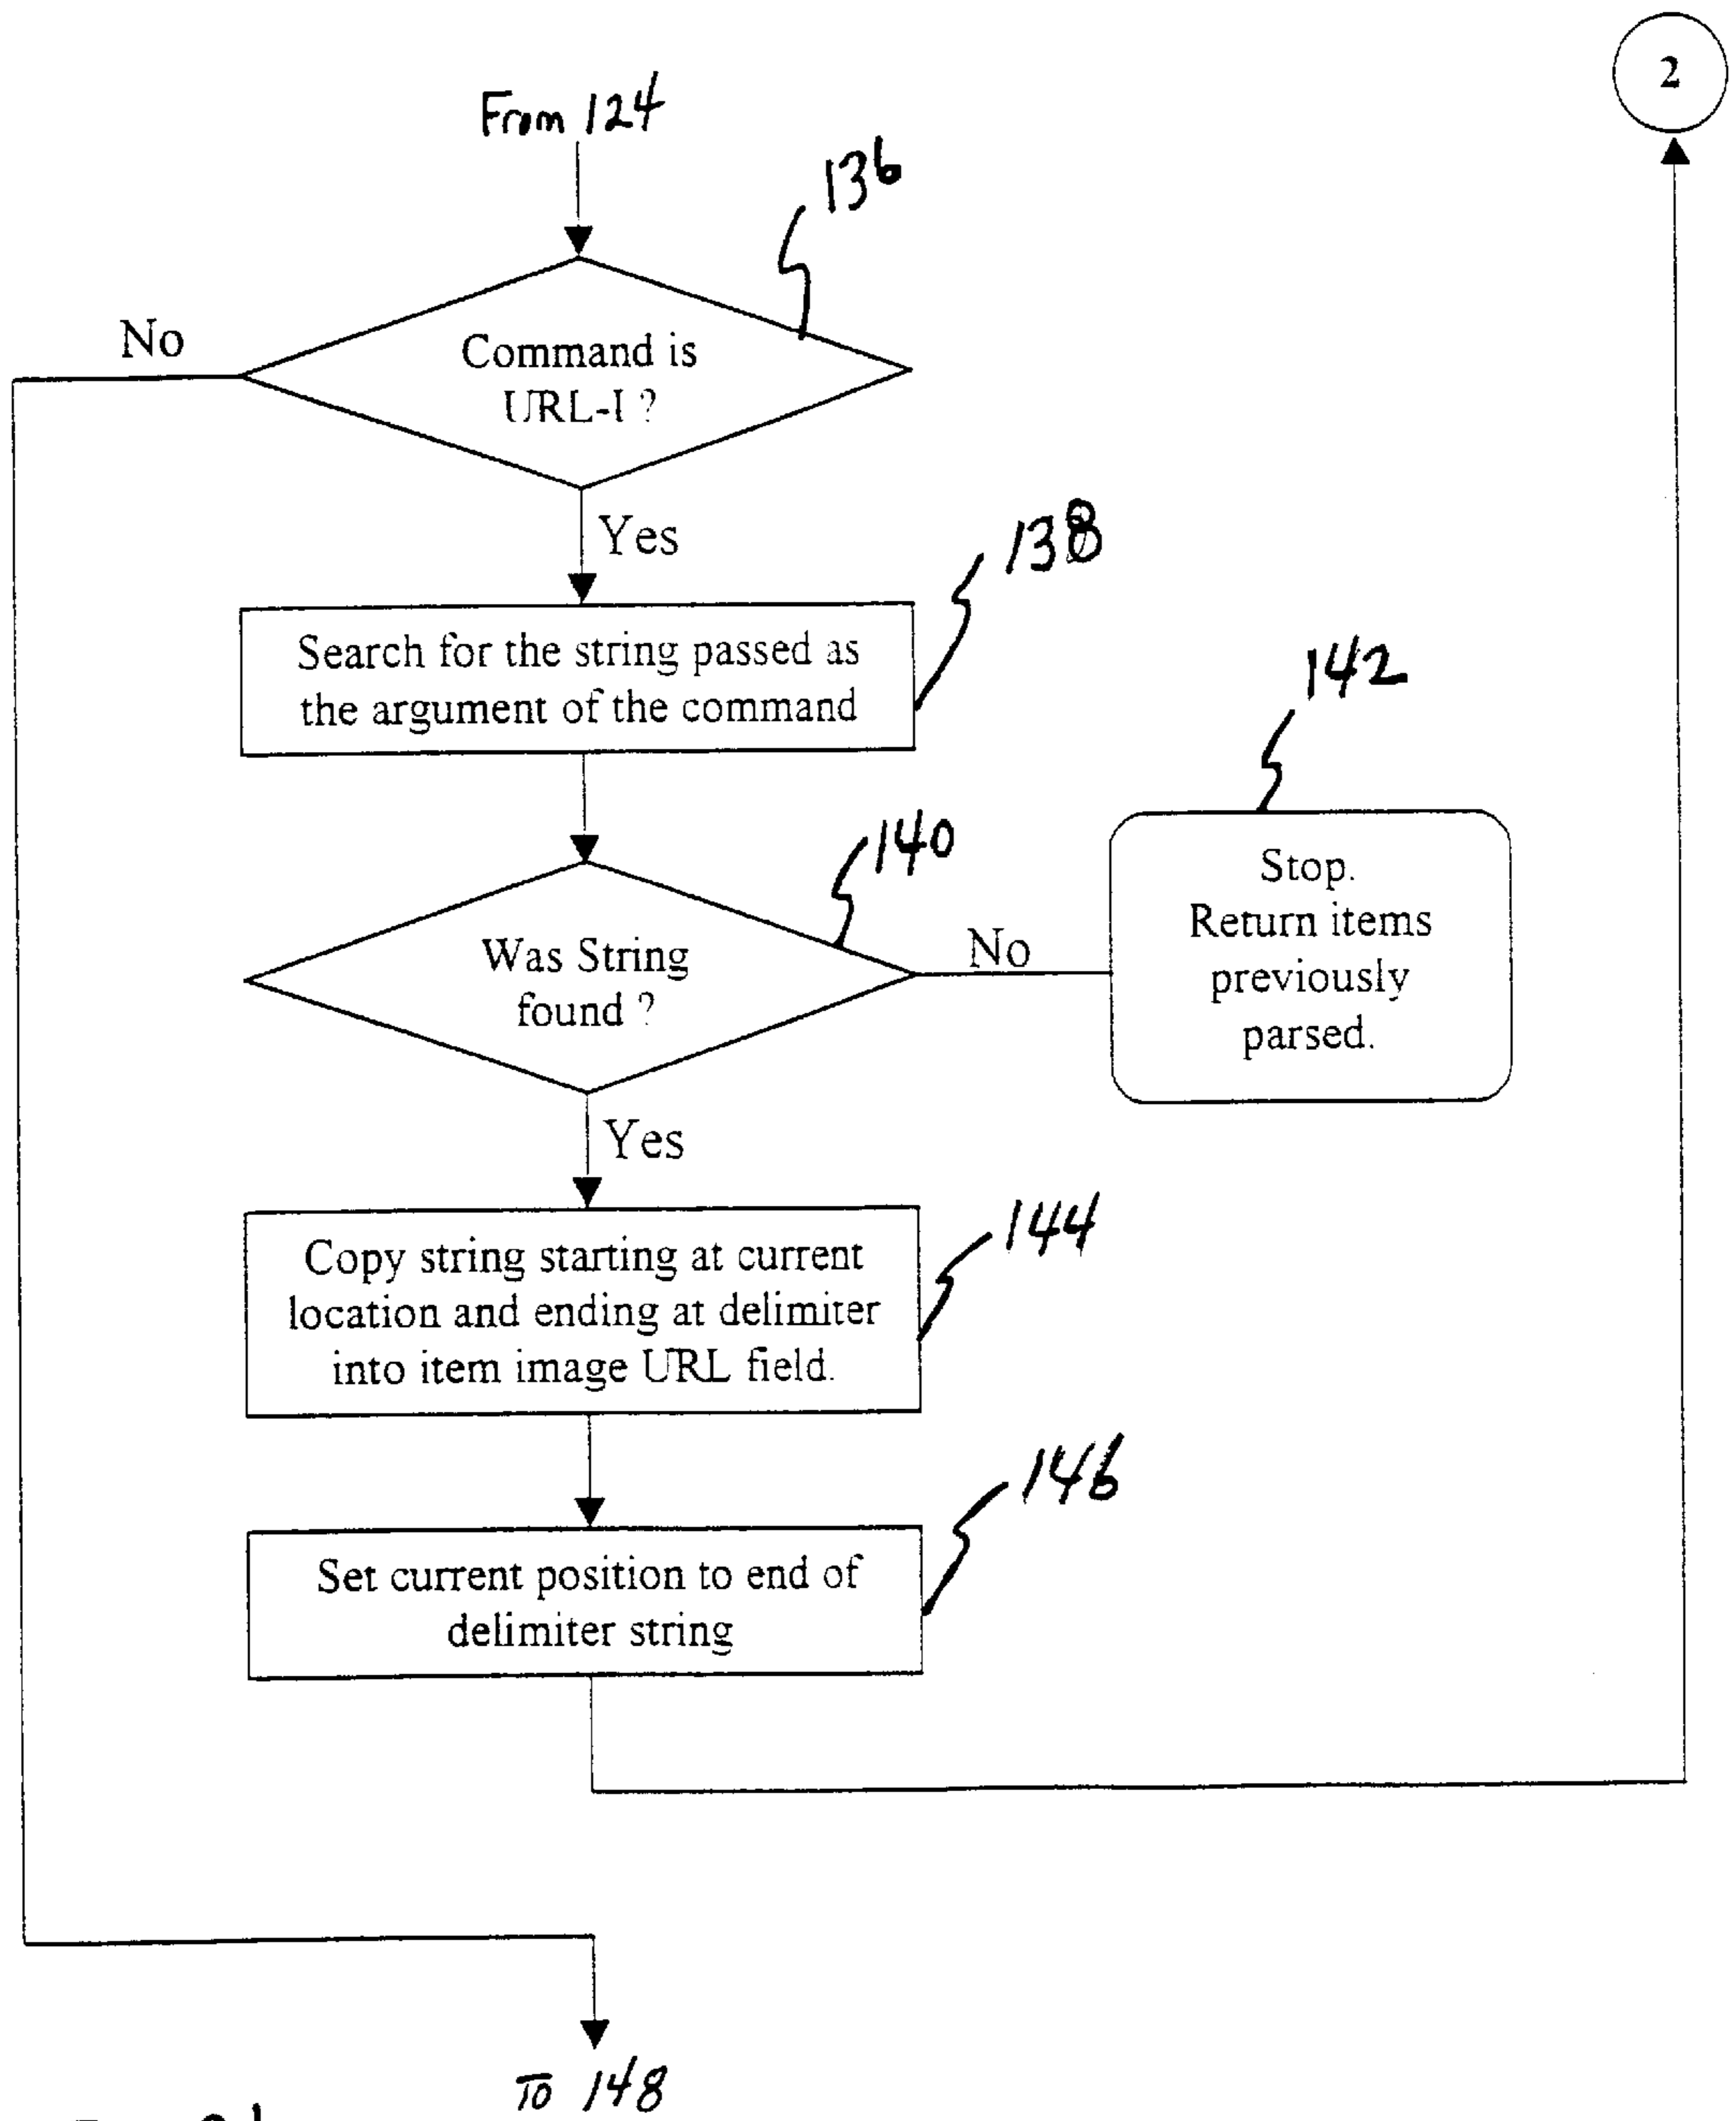 2
From 124
136
No
Command is
URL-I ?
Yes
138
Search for the string passed as
the argument of the command
142
140
Stop.
Return items
previously
parsed.
Was String
found ?
No
Yes
144
Copy string starting at current
location and ending at delimiter
into item image URL field.
146
Set current position to end of
delimiter string
To 148